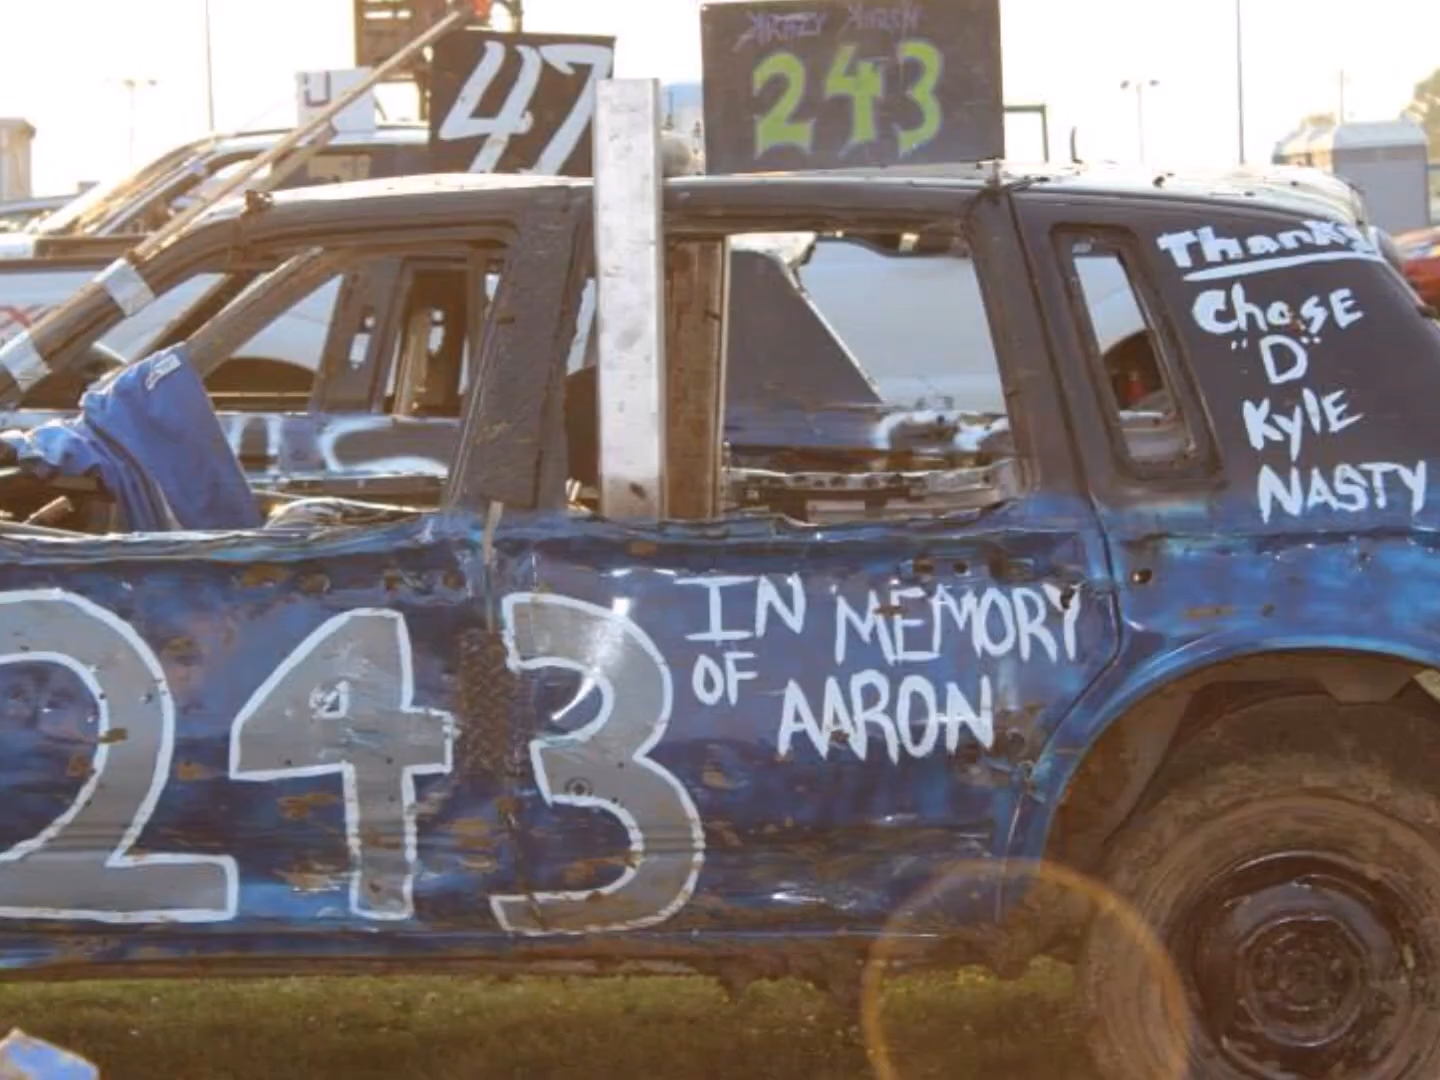 47
243
Thanks
Chase
"D"
Kyle
NASTY
243
IN MEMORY
OF AARON